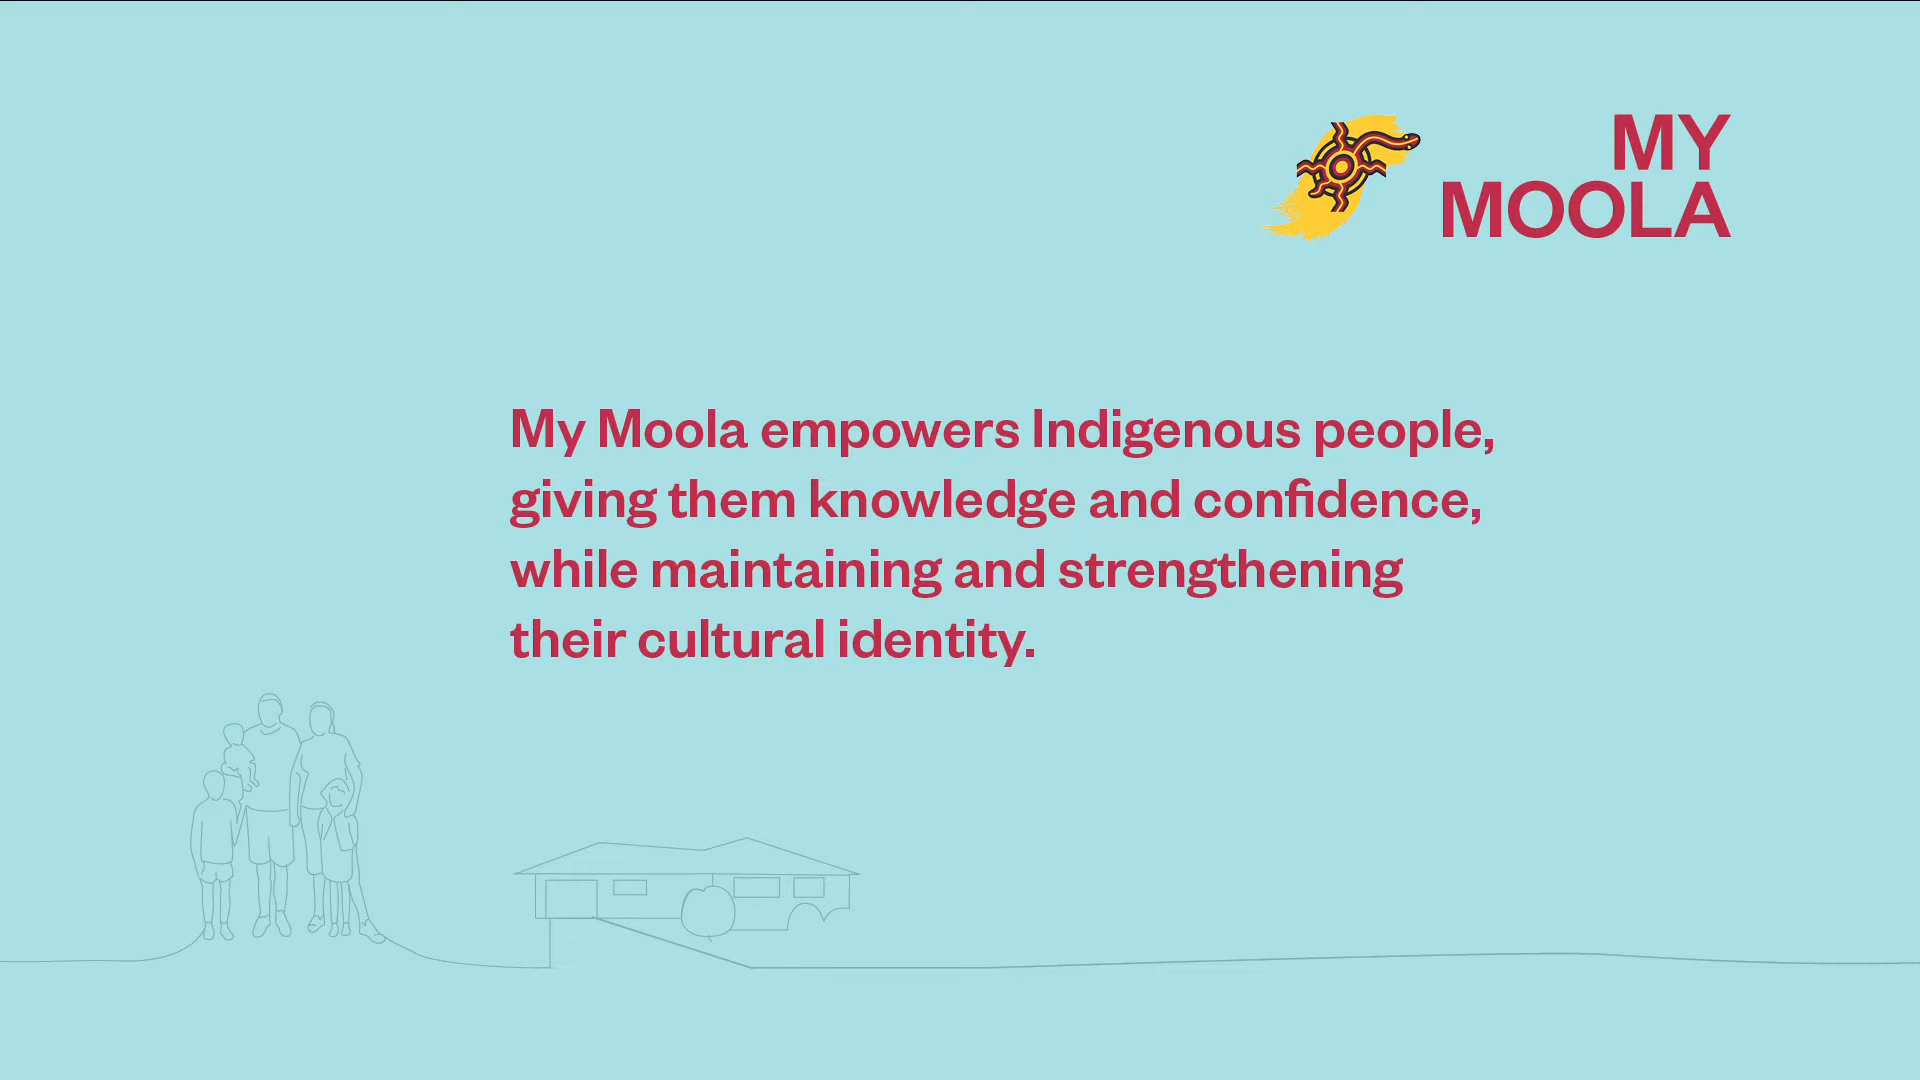 MY
MOOLA
My Moola empowers Indigenous people,
giving them knowledge and confidence,
while maintaining and strengthening
their cultural identity.